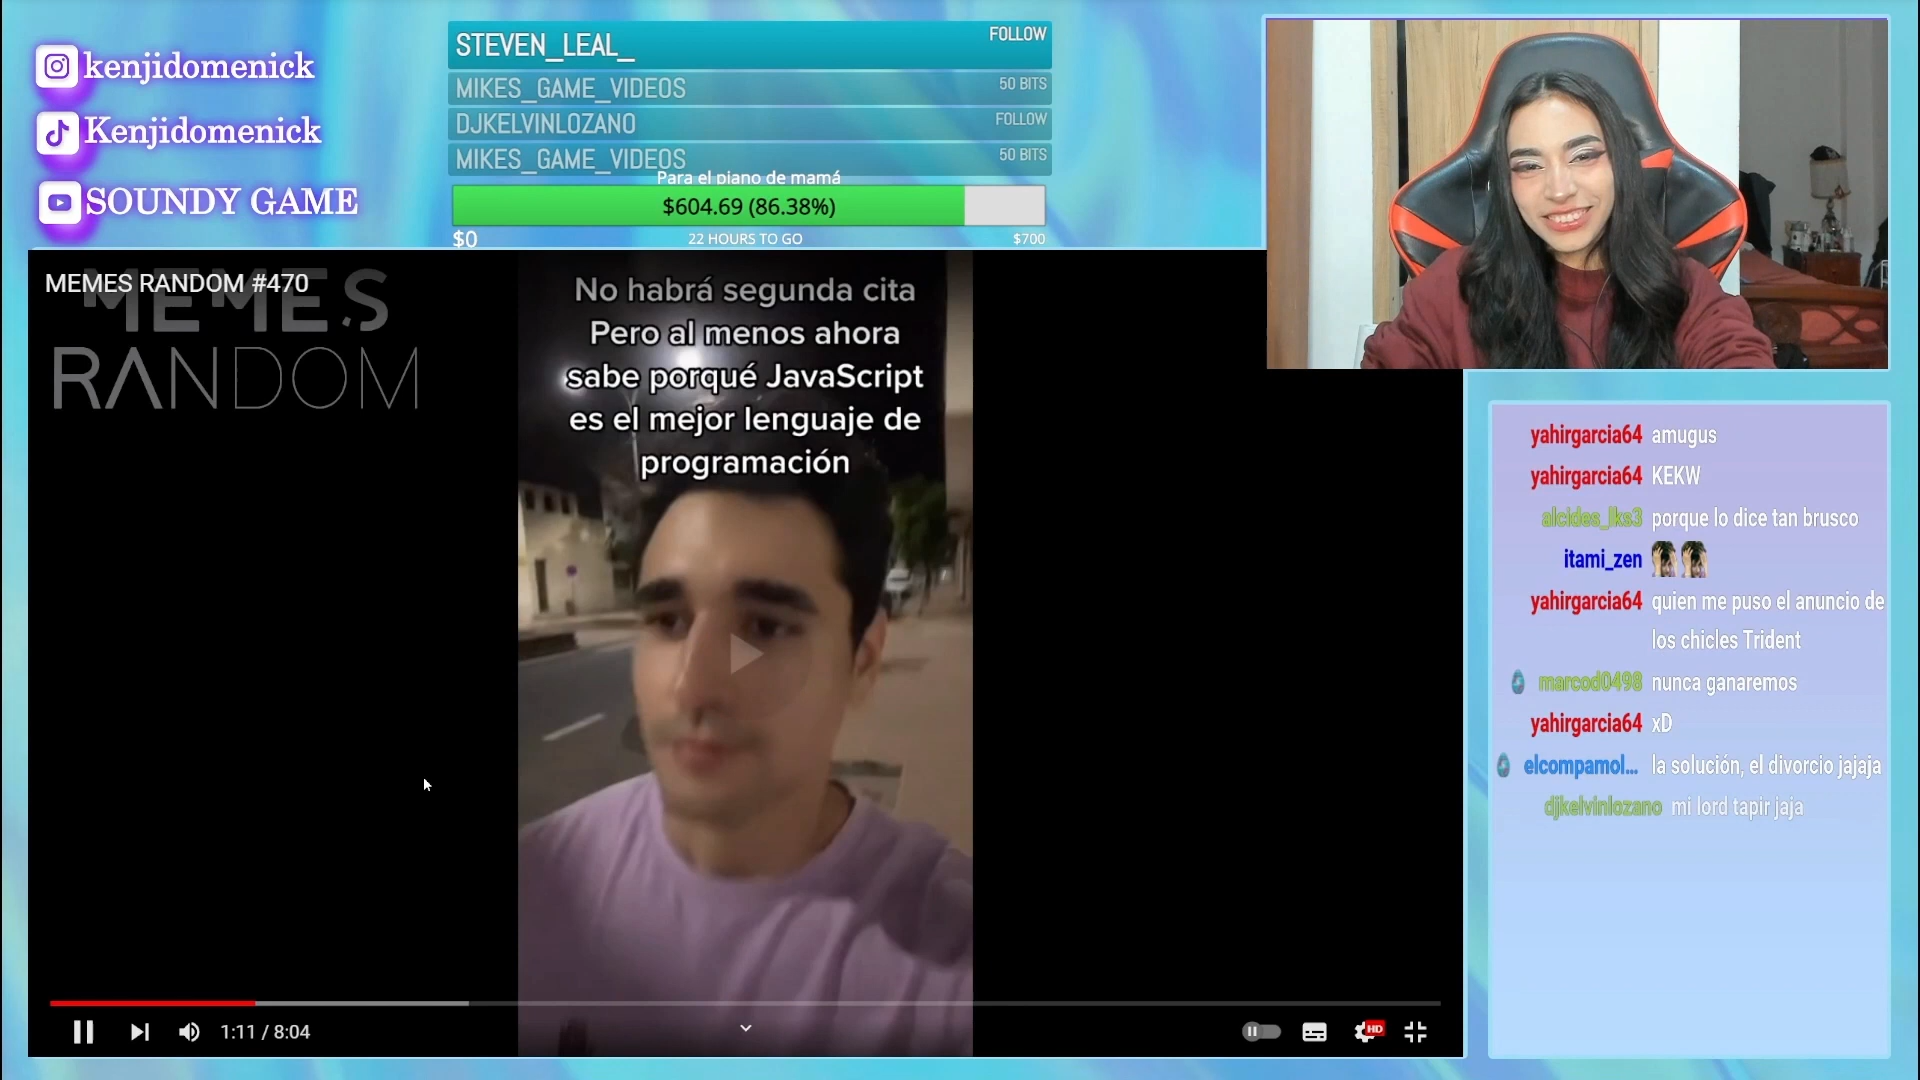 kenjidomenick
Kenjidomenick
SOUNDY GAME
STEVEN_LEAL_ FOLLOW
MIKES_GAME_VIDEOS 50 BITS
DJKELVINLOZANO FOLLOW
MIKES_GAME_VIDEOS 50 BITS
Para el piano de mamá
$604.69 (86.38%)
$0 22 HOURS TO GO $700
MEMES RANDOM #470
MEMES
RANDOM
No habrá segunda cita
Pero al menos ahora
sabe porqué JavaScript
es el mejor lenguaje de
programación
1:11 / 8:04
HD
yahirgarcia64 amugus
yahirgarcia64 KEKW
alcides_lks3 porque lo dice tan brusco
itami_zen
yahirgarcia64 quien me puso el anuncio de
los chicles Trident
marcod0498 nunca ganaremos
yahirgarcia64 xD
elcompamol... la solución, el divorcio jajaja
djkelvinlozano mi lord tapir jaja